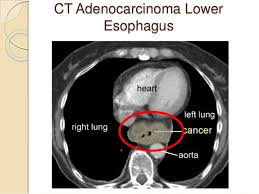 CT Adenocarcinoma Lower
Esophagus
heart
left lung
right lung
cancer
aorta